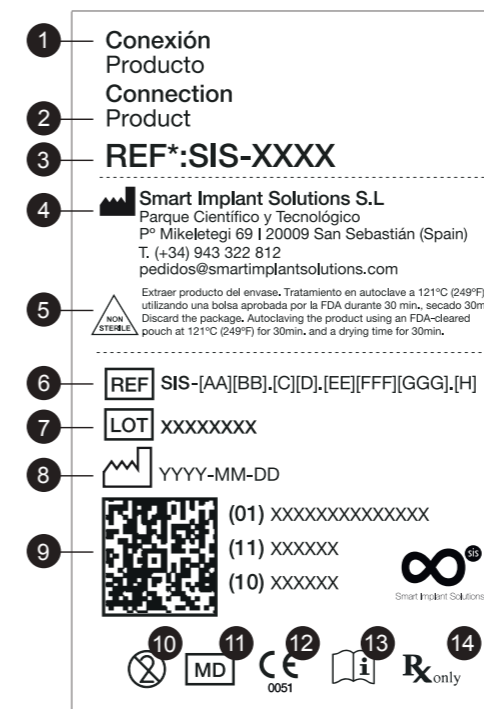 1 Conexión
Producto
Connection
2 Product
3 REF*:SIS-XXXX
4 Smart Implant Solutions S.L
Parque Científico y Tecnológico
Pº Mikeletegi 69 I 20009 San Sebastián (Spain)
T. (+34) 943 322 812
pedidos@smartimplantsolutions.com
5 NON STERILE
Extraer producto del envase. Tratamiento en autoclave a 121ºC (249ºF)
utilizando una bolsa aprobada por la FDA durante 30 min., secado 30m
Discard the package. Autoclaving the product using an FDA-cleared
pouch at 121ºC (249ºF) for 30min. and a drying time for 30min.
6 REF SIS-[AA][BB].[C][D].[EE][FFF][GGG].[H]
7 LOT XXXXXXXX
8 YYYY-MM-DD
9 (01) XXXXXXXXXXXXXX
(11) XXXXXX
(10) XXXXXX
sis
Smart Implant Solutions
10 11 12 13 14
2 MD CE i Rx only
0051